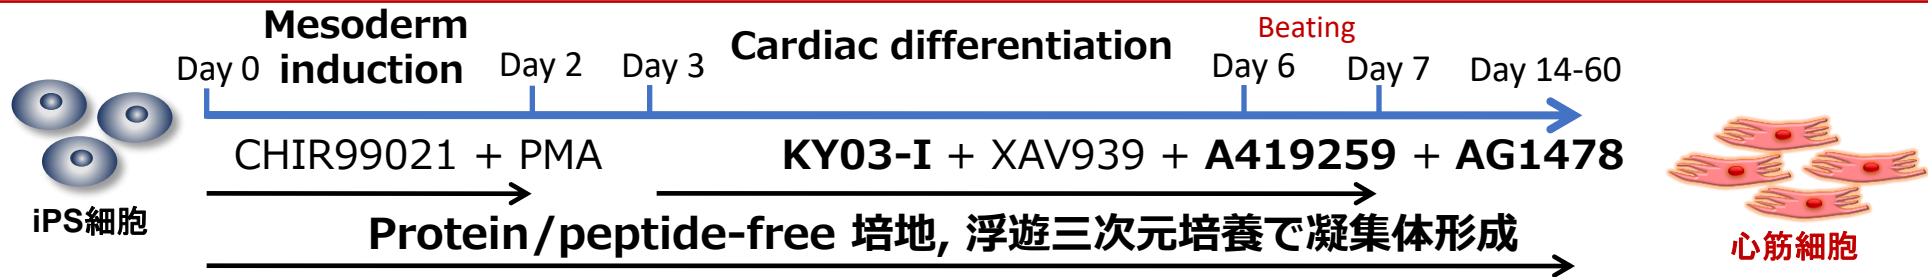 Mesoderm
induction
Cardiac differentiation
Beating
Day 0
Day 2
Day 3
Day 6
Day 7
Day 14-60
CHIR99021 + PMA
KY03-I + XAV939 + A419259 + AG1478
iPS細胞
Protein/peptide-free 培地, 浮遊三次元培養で凝集体形成
心筋細胞